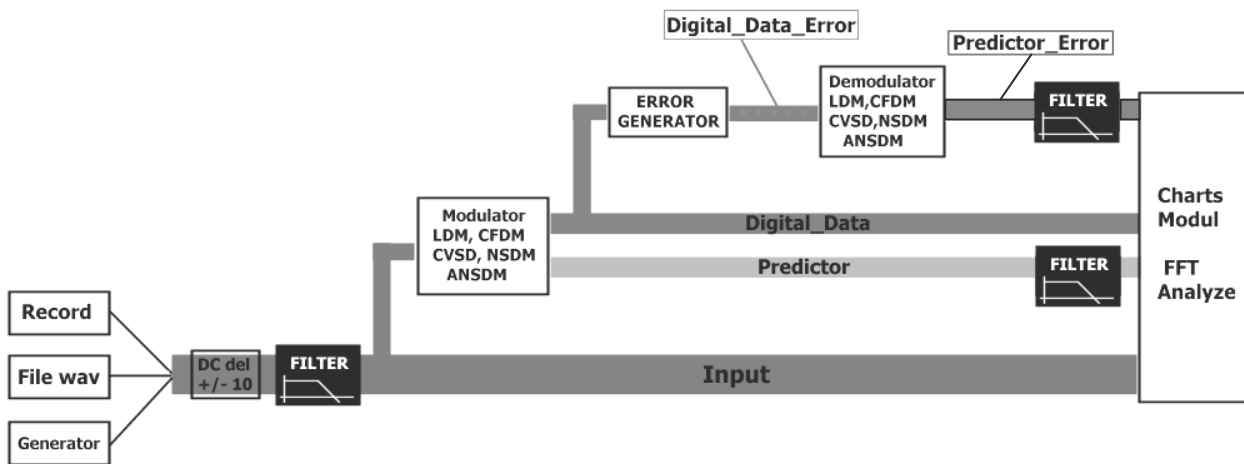 Digital_Data_Error
Predictor_Error
ERROR
GENERATOR
Demodulator
LDM,CFDM
CVSD,NSDM
ANSDM
FILTER
Modulator
LDM, CFDM
CVSD, NSDM
ANSDM
Digital_Data
Predictor
FILTER
Charts
Modul
FFT
Analyze
Record
File wav
Generator
DC del
+/- 10
FILTER
Input